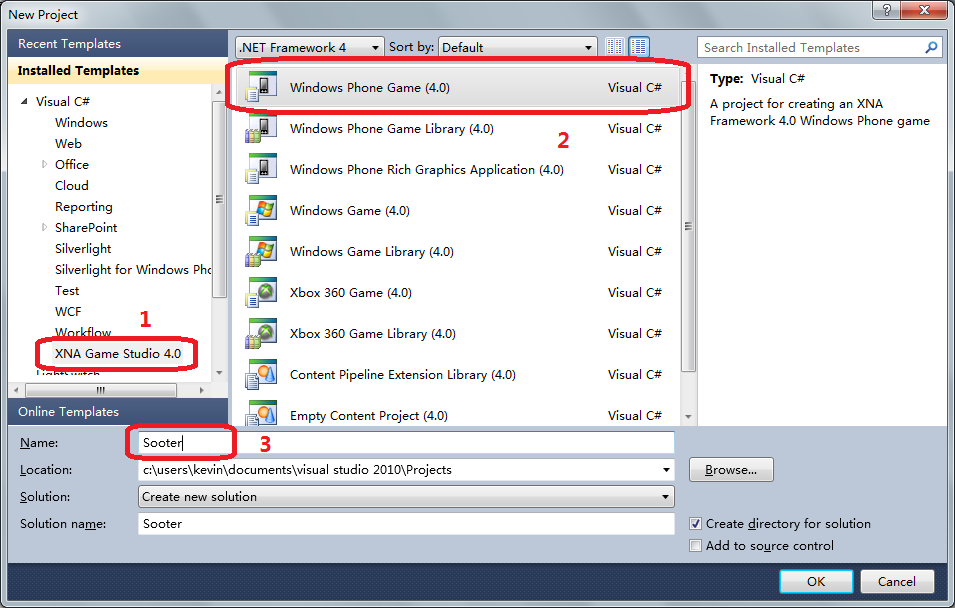 New Project
Recent Templates
.NET Framework 4
Sort by:
Default
Search Installed Templates
Installed Templates
Visual C#
Windows
Web
Office
Cloud
Reporting
SharePoint
Silverlight
Silverlight for Windows Pho
Test
WCF
Workflow
1
XNA Game Studio 4.0
LightSwitch
Online Templates
Windows Phone Game (4.0) Visual C#
Windows Phone Game Library (4.0) Visual C#
2
Windows Phone Rich Graphics Application (4.0) Visual C#
Windows Game (4.0) Visual C#
Windows Game Library (4.0) Visual C#
Xbox 360 Game (4.0) Visual C#
Xbox 360 Game Library (4.0) Visual C#
Content Pipeline Extension Library (4.0) Visual C#
Empty Content Project (4.0) Visual C#
Type: Visual C#
A project for creating an XNA
Framework 4.0 Windows Phone game
Name: Sooter 3
Location: c:\users\kevin\documents\visual studio 2010\Projects Browse...
Solution: Create new solution
Solution name: Sooter
Create directory for solution
Add to source control
OK Cancel